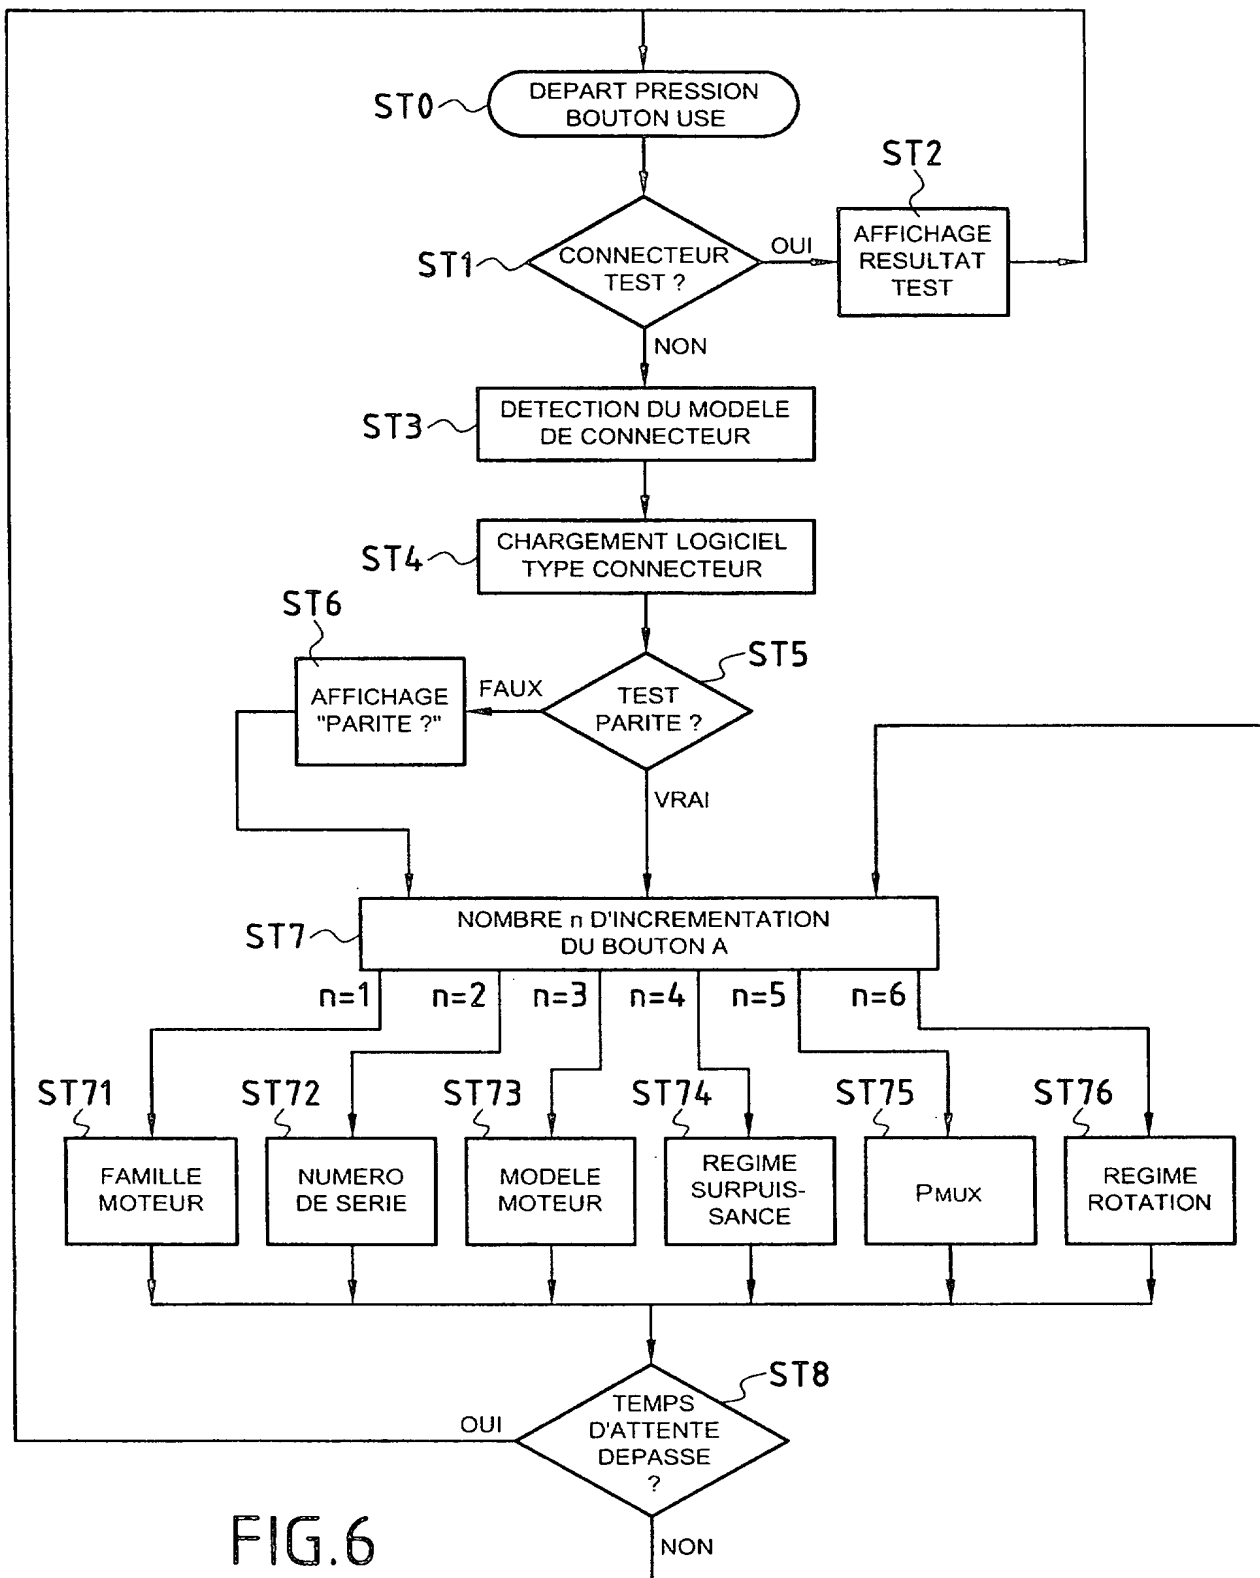 DEPART PRESSION
BOUTON USE
ST0
ST2
CONNECTEUR
TEST ?
ST1
OUI
AFFICHAGE
RESULTAT
TEST
NON
DETECTION DU MODELE
DE CONNECTEUR
ST3
CHARGEMENT LOGICIEL
TYPE CONNECTEUR
ST4
ST6
ST5
AFFICHAGE
"PARITE ?"
FAUX
TEST
PARITE ?
VRAI
NOMBRE n D'INCREMENTATION
DU BOUTON A
ST7
n=1
n=2
n=3
n=4
n=5
n=6
ST71
ST72
ST73
ST74
ST75
ST76
FAMILLE
MOTEUR
NUMERO
DE SERIE
MODELE
MOTEUR
REGIME
SURPUIS-
SANCE
PMUX
REGIME
ROTATION
ST8
OUI
TEMPS
D'ATTENTE
DEPASSE
?
NON
FIG.6